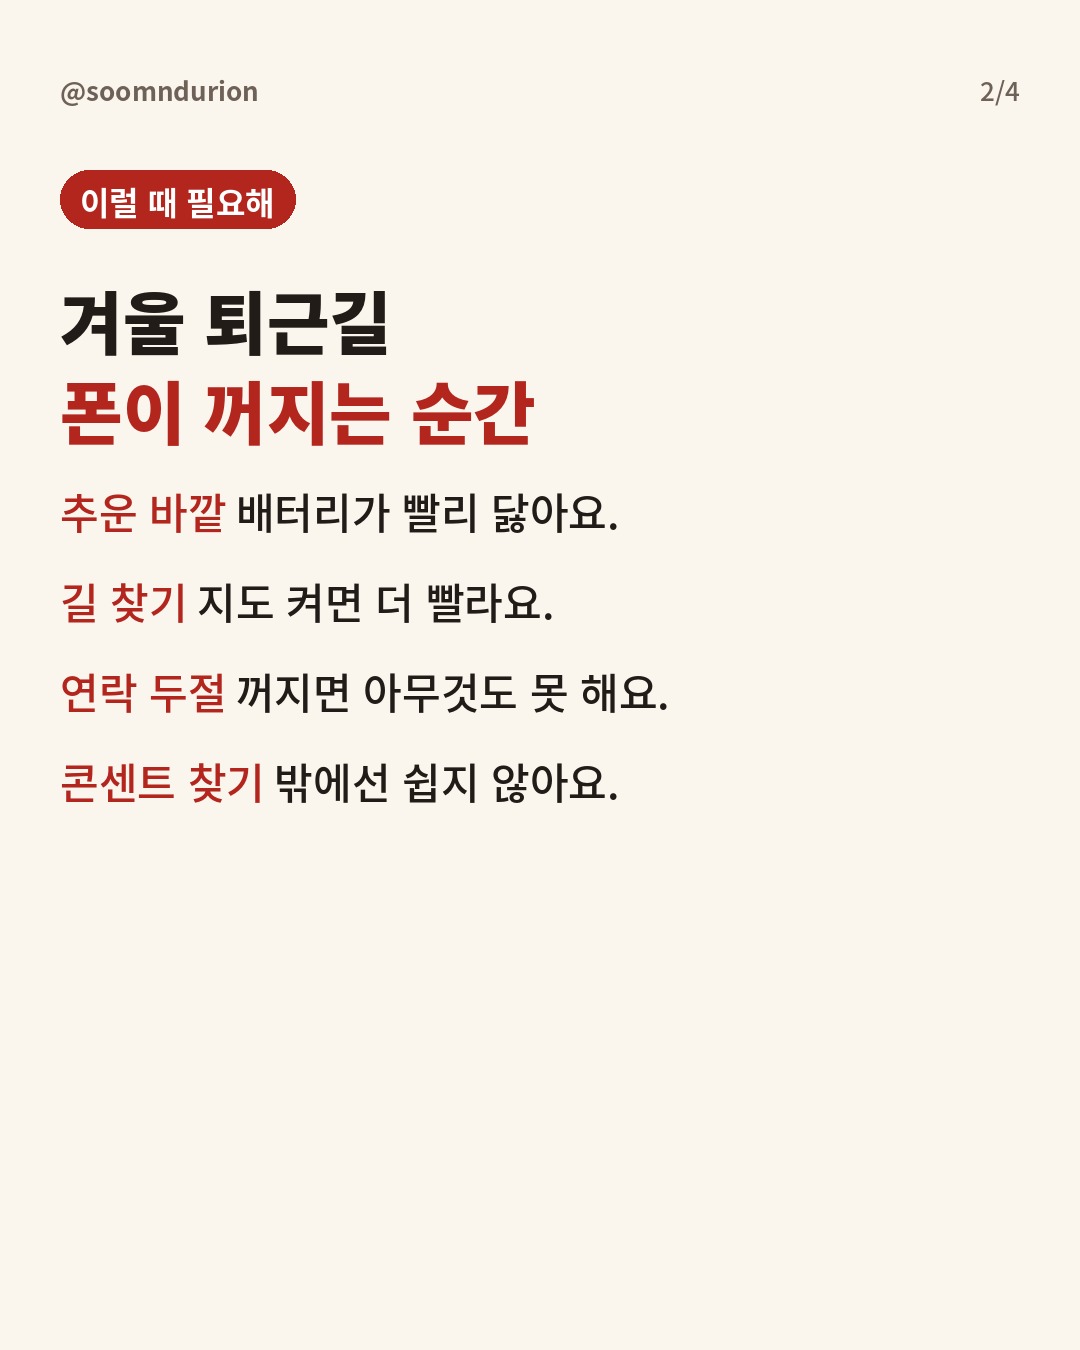 @soomndurion
2/4
이럴 때 필요해
겨울 퇴근길
폰이 꺼지는 순간
추운 바깥 배터리가 빨리 닳아요.
길 찾기 지도 켜면 더 빨라요.
연락 두절 꺼지면 아무것도 못 해요.
콘센트 찾기 밖에선 쉽지 않아요.